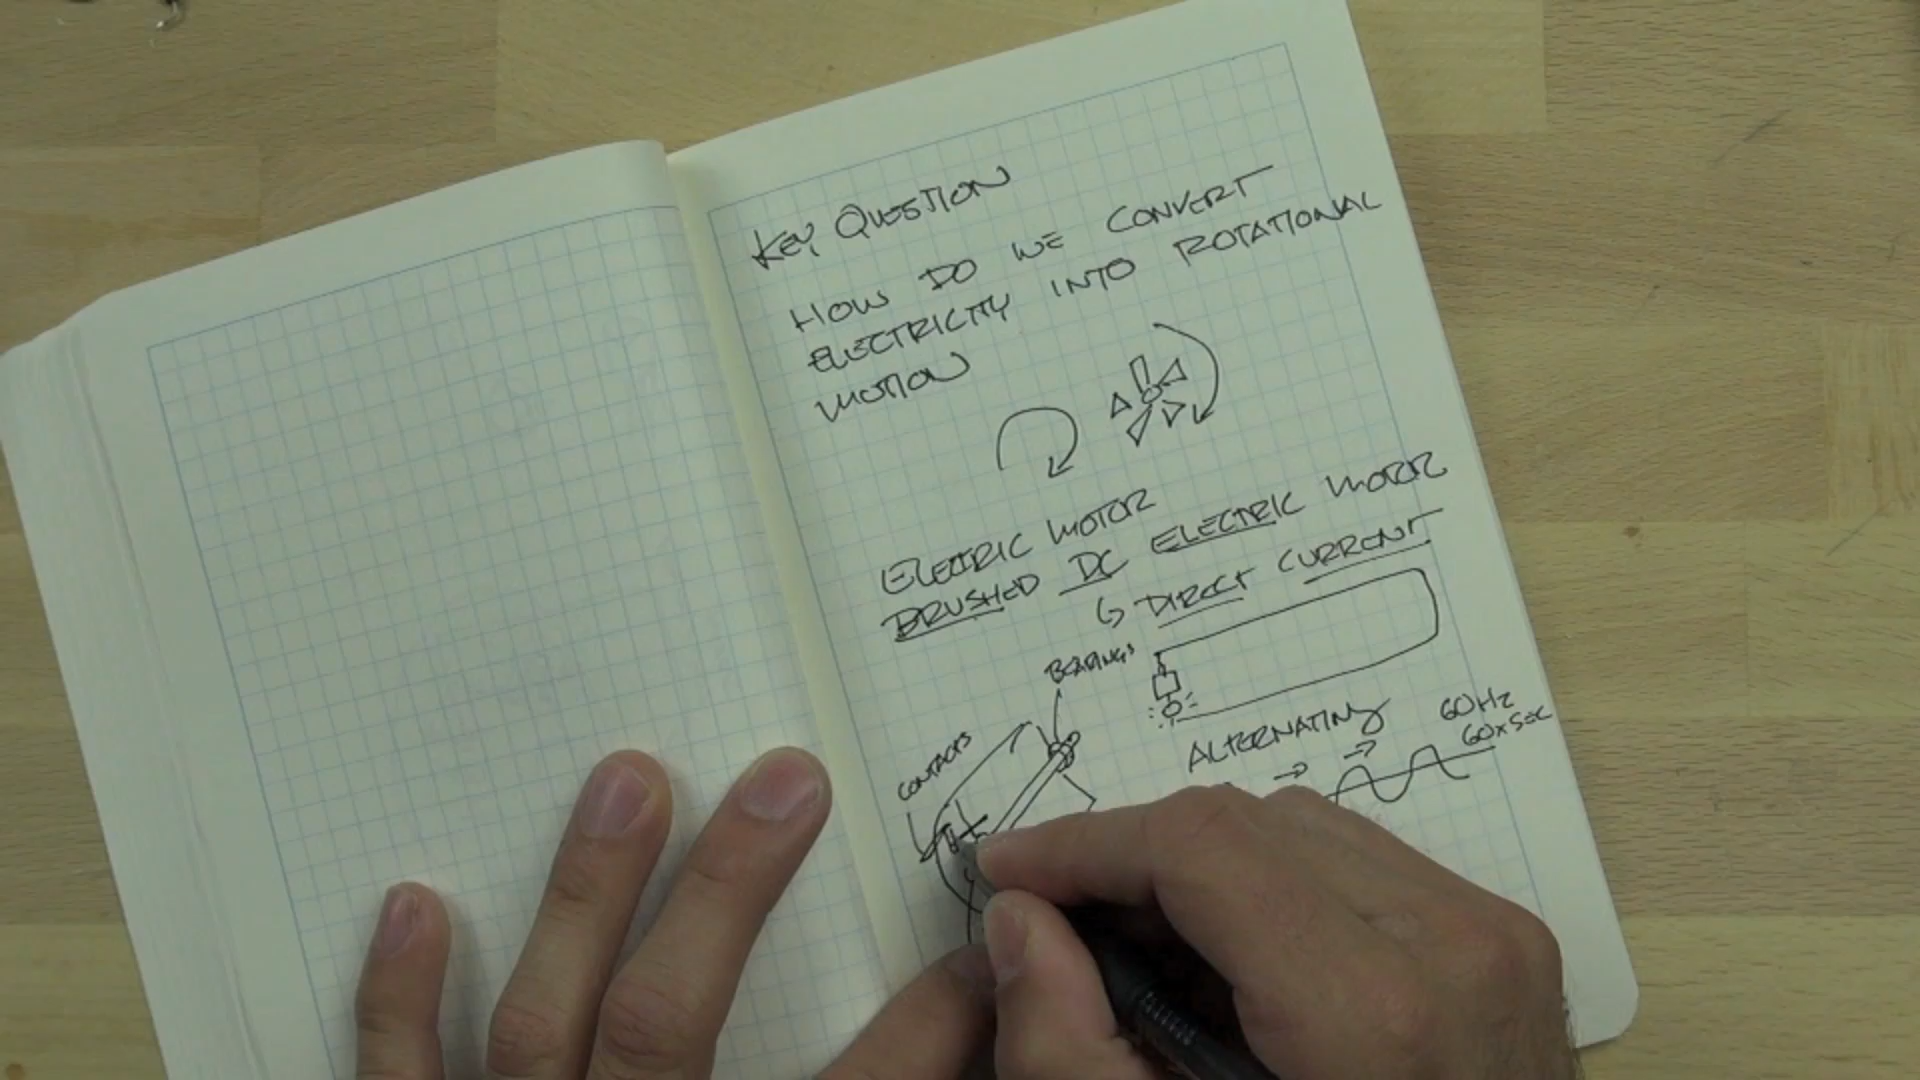 KEY QUESTION
HOW DO WE CONVERT
ELECTRICITY INTO ROTATIONAL
MOTION
ELECTRIC MOTOR
BRUSHED DC ELECTRIC MOTOR
DIRECT CURRENT
BEARINGS
CONTACTS
ALTERNATING
60Hz
60xSEC